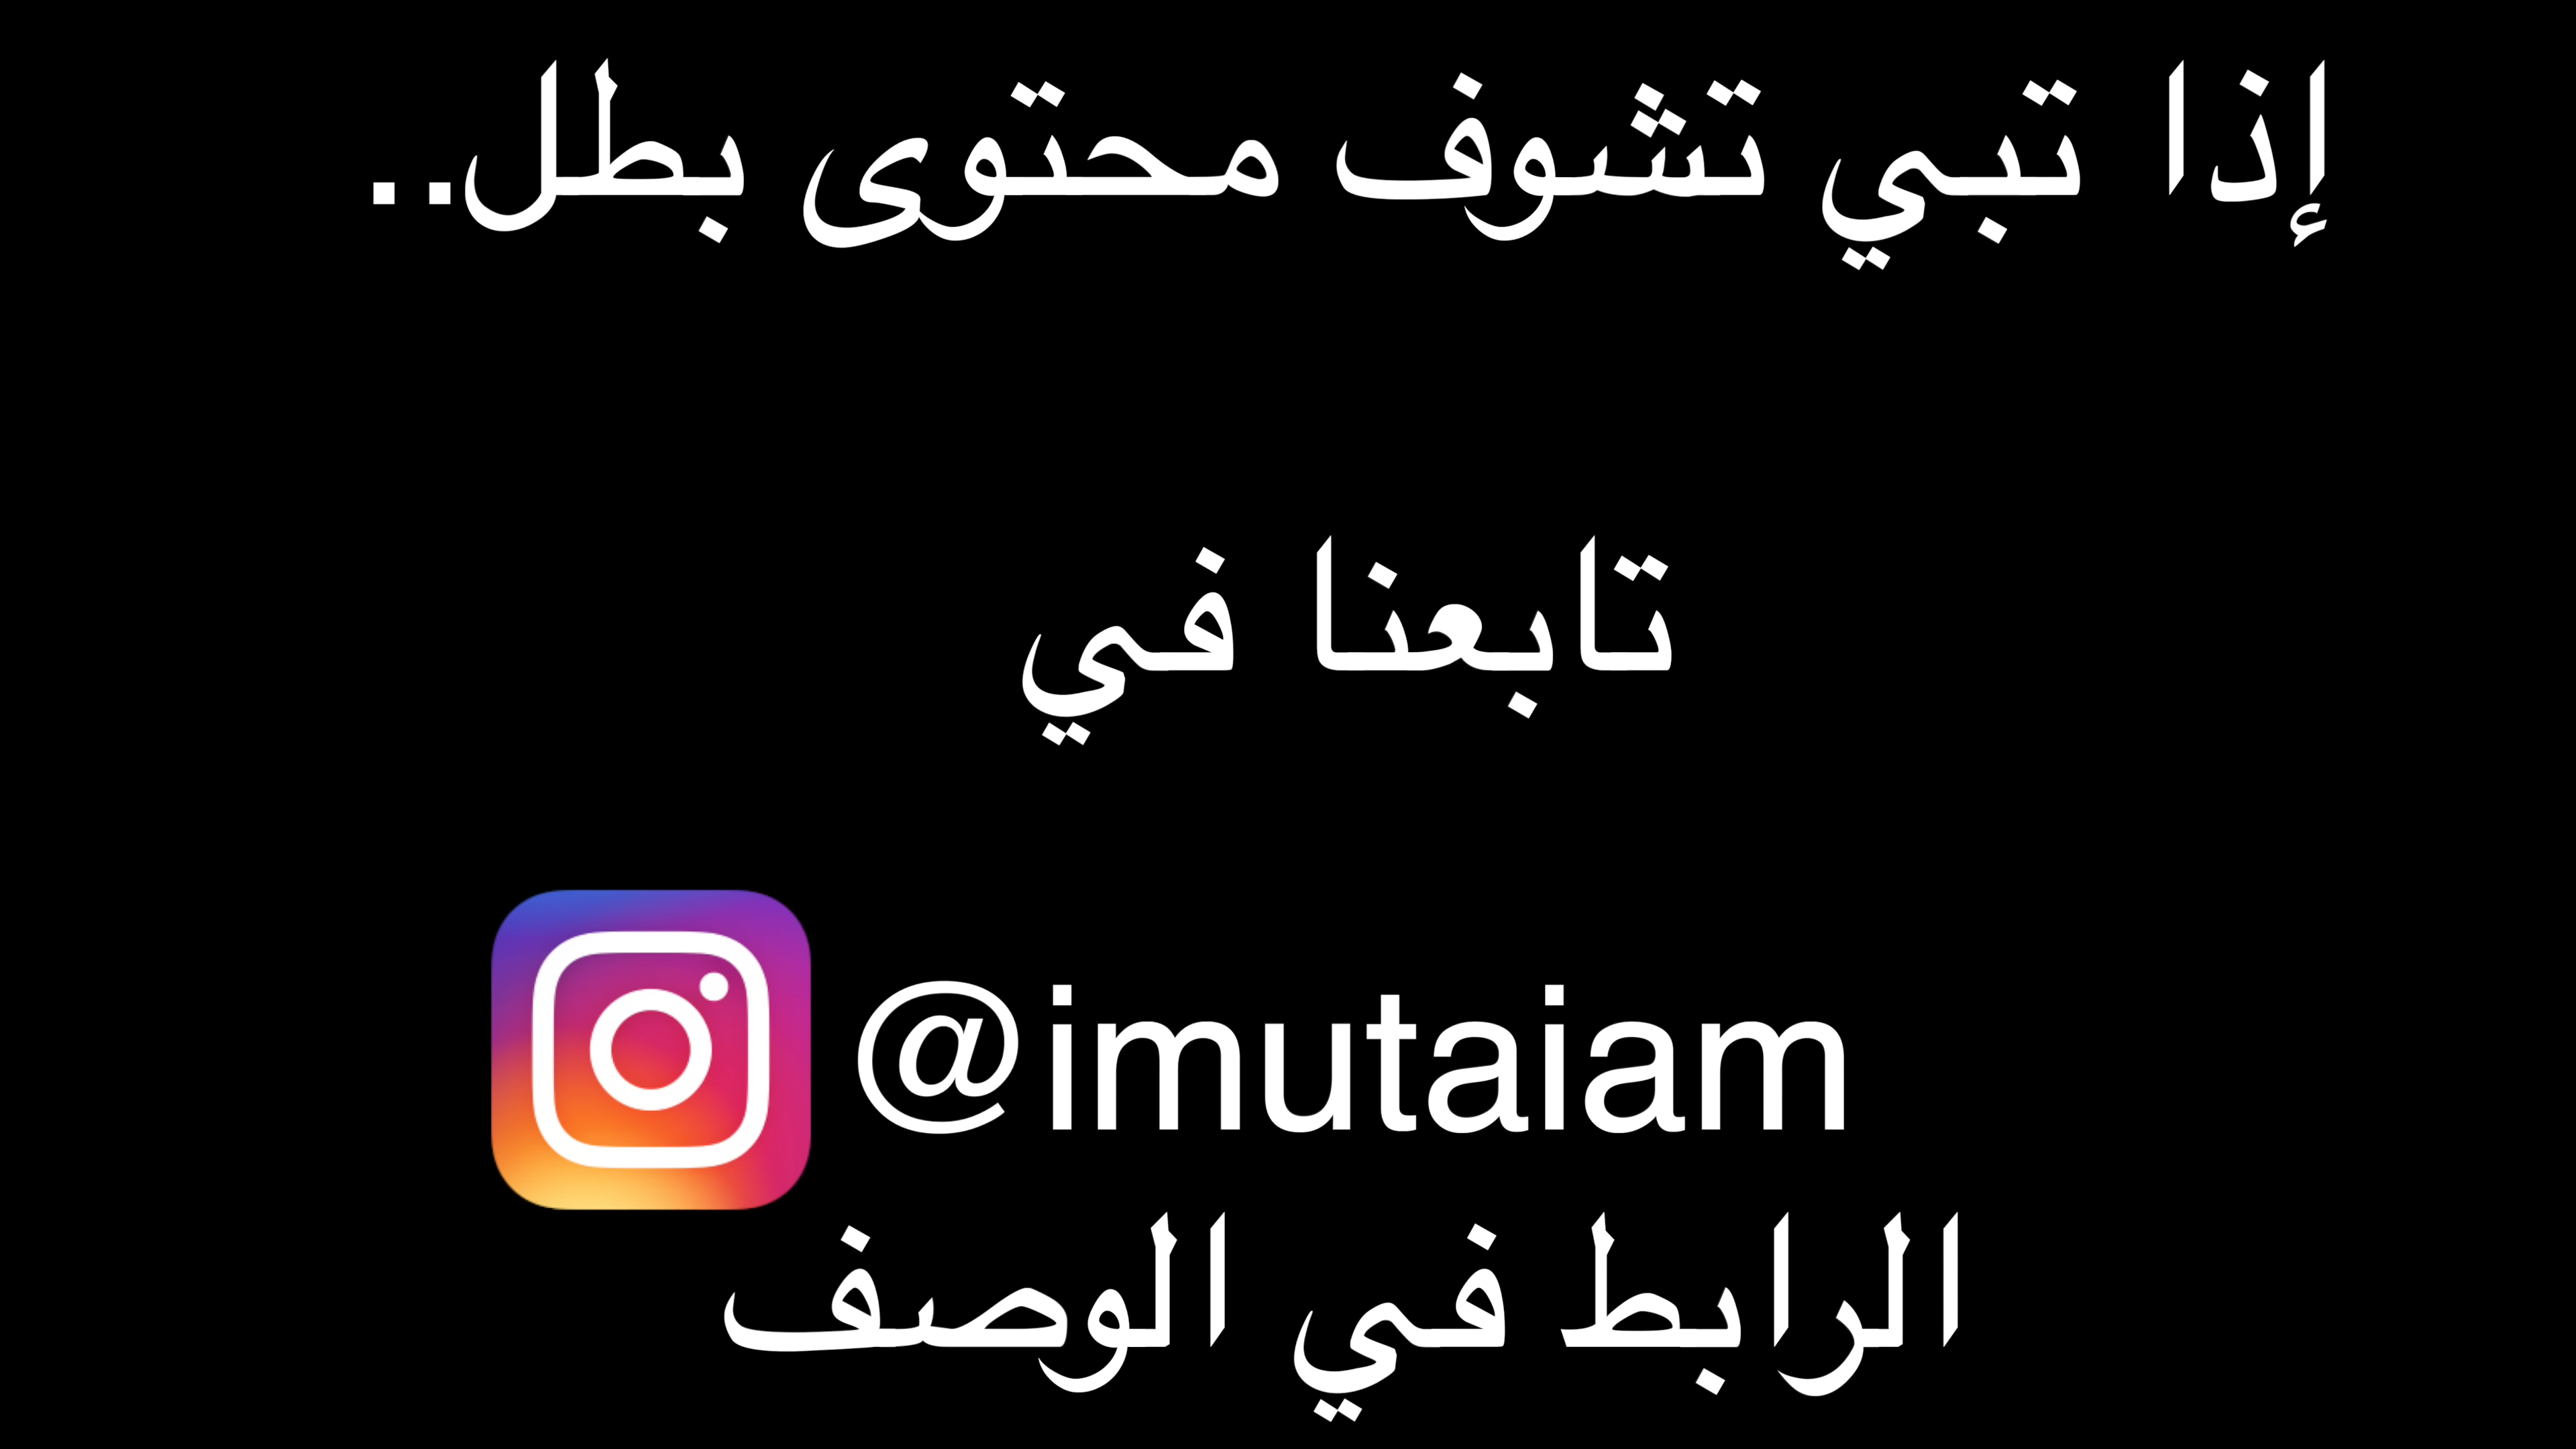 إذا تبي تشوف محتوى بطل..
تابعنا في
@imutaiam
الرابط في الوصف